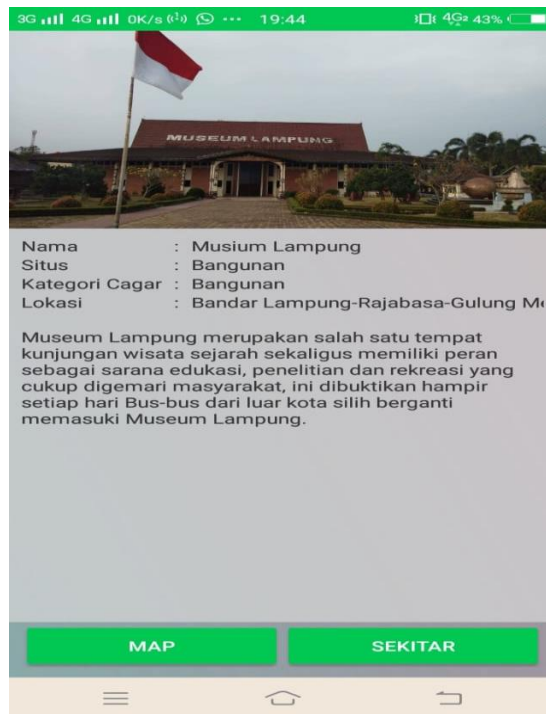 3G 4G 0K/s ... 19:44 4G2 43%
MUSEUM LAMPUNG
Nama : Musium Lampung
Situs : Bangunan
Kategori Cagar : Bangunan
Lokasi : Bandar Lampung-Rajabasa-Gulung Me
Museum Lampung merupakan salah satu tempat
kunjungan wisata sejarah sekaligus memiliki peran
sebagai sarana edukasi, penelitian dan rekreasi yang
cukup digemari masyarakat, ini dibuktikan hampir
setiap hari Bus-bus dari luar kota silih berganti
memasuki Museum Lampung.
MAP SEKITAR